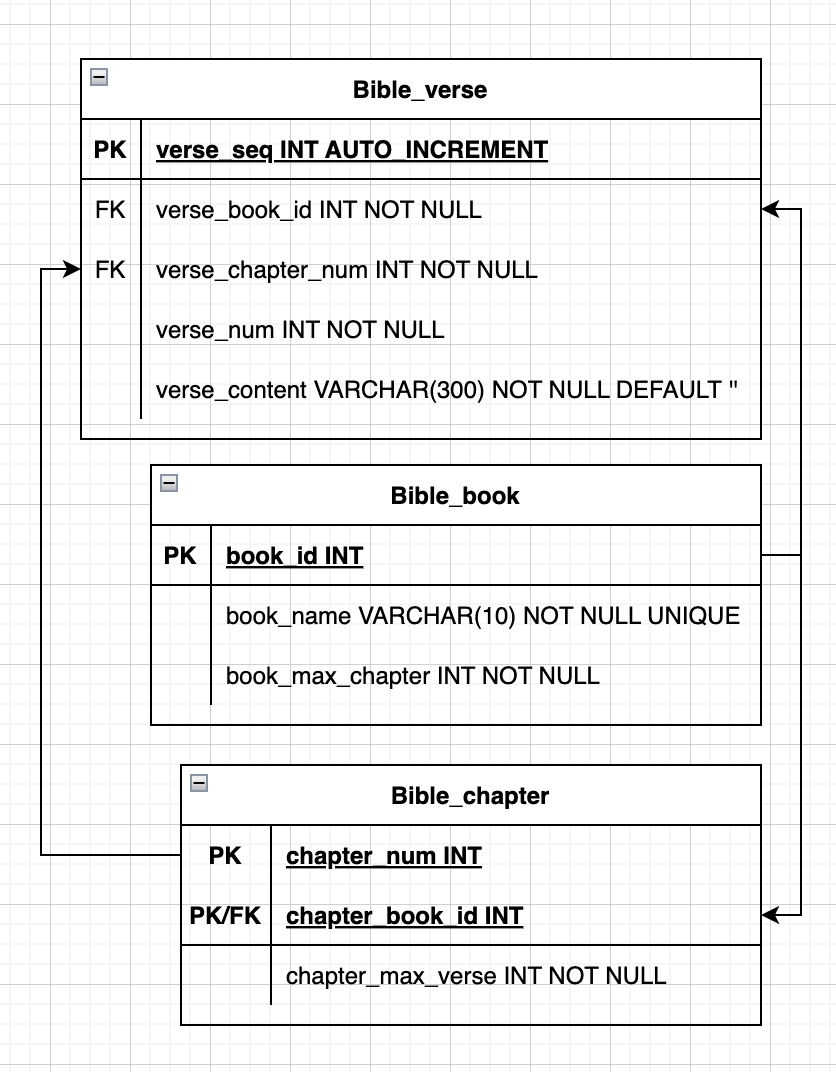 Bible_verse
PK verse_seq INT AUTO_INCREMENT
FK verse_book_id INT NOT NULL
FK verse_chapter_num INT NOT NULL
verse_num INT NOT NULL
verse_content VARCHAR(300) NOT NULL DEFAULT ''
Bible_book
PK book_id INT
book_name VARCHAR(10) NOT NULL UNIQUE
book_max_chapter INT NOT NULL
Bible_chapter
PK chapter_num INT
PK/FK chapter_book_id INT
chapter_max_verse INT NOT NULL